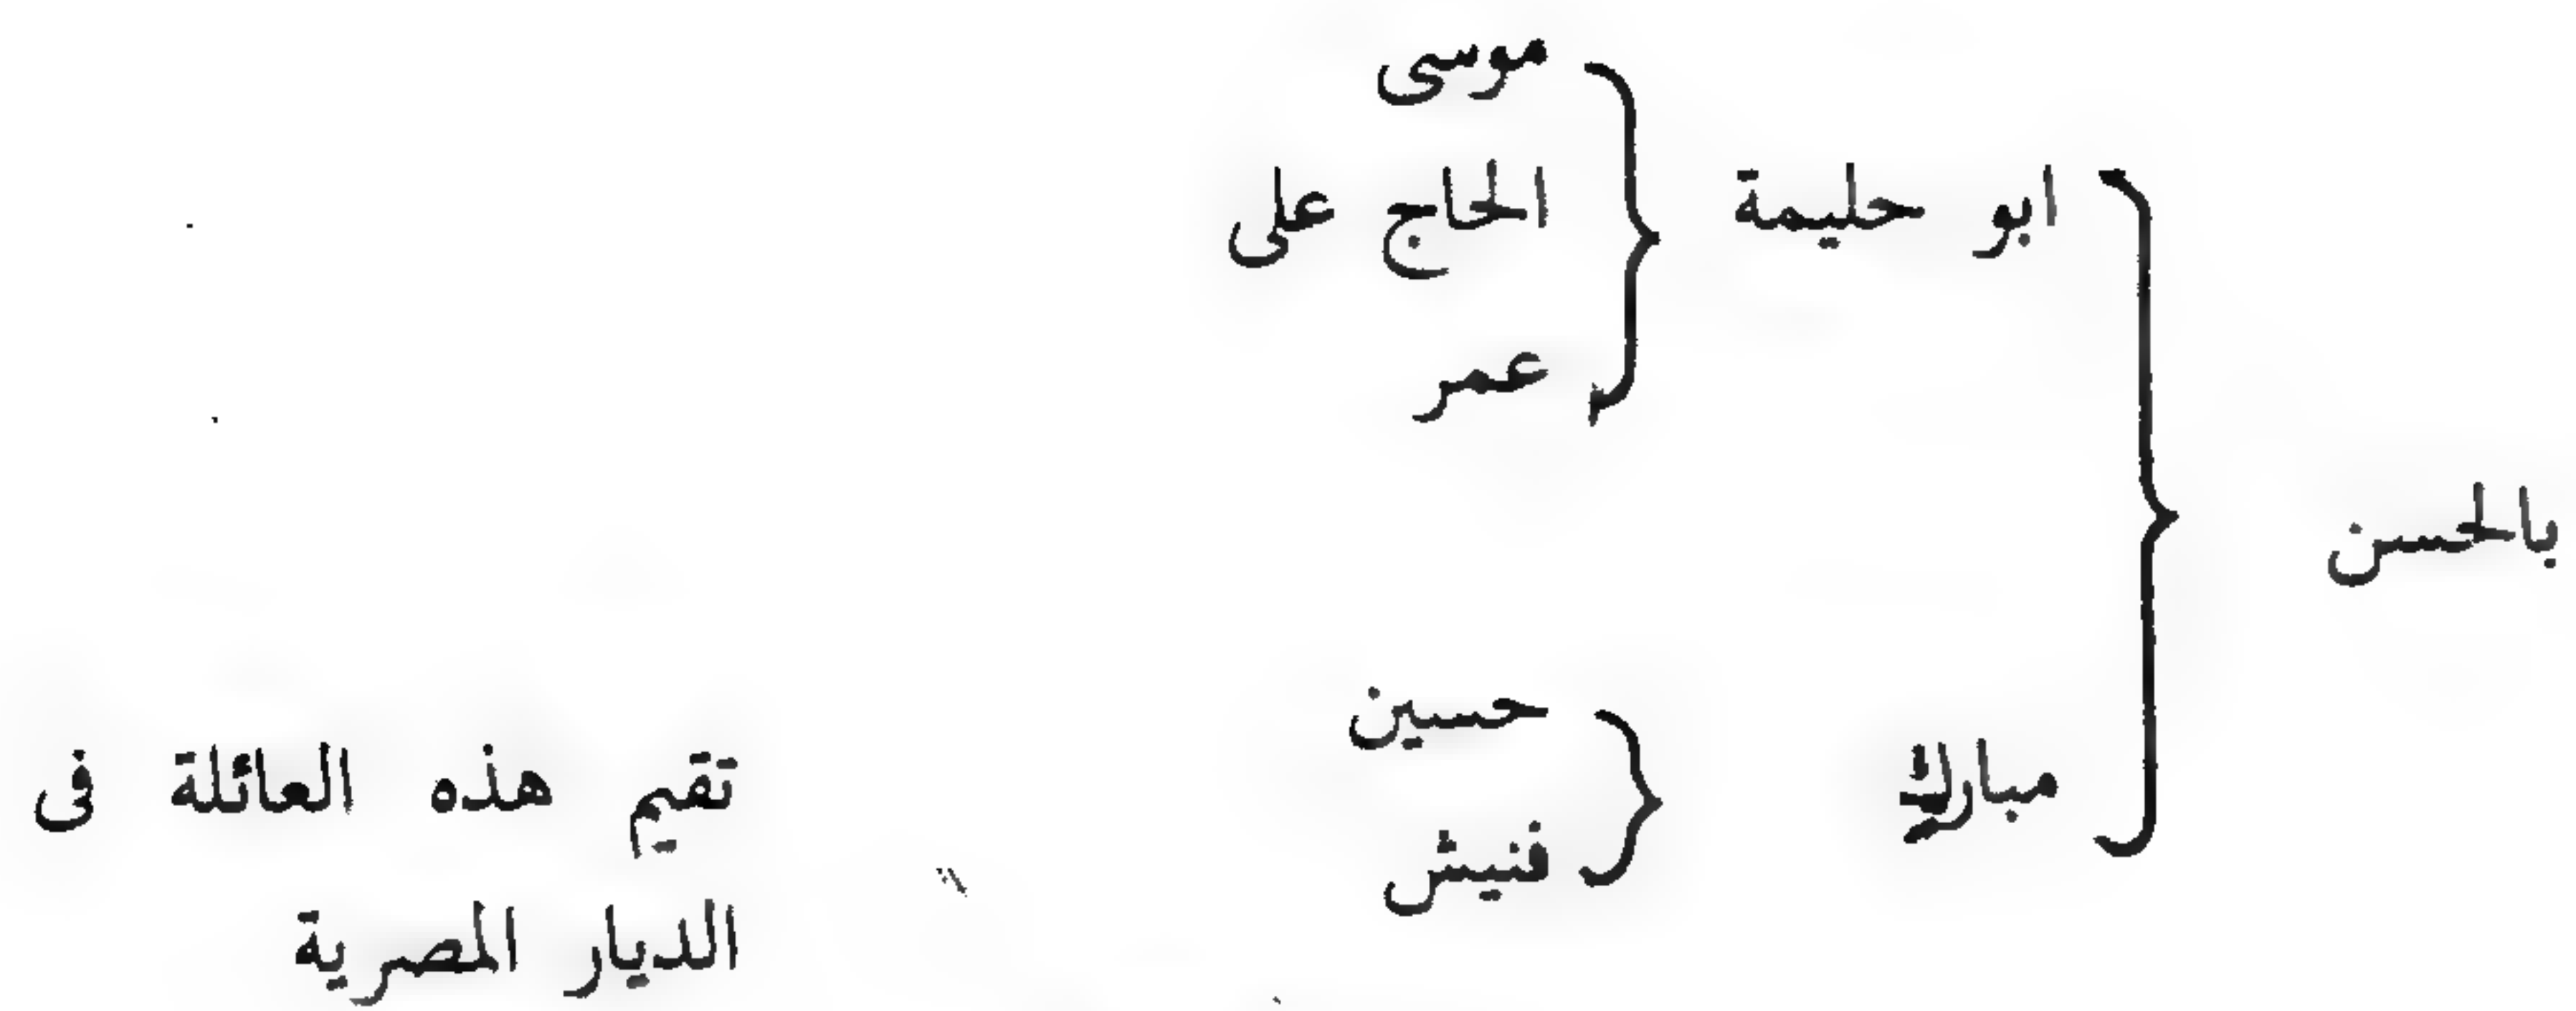 بالحسن
ابو حليمة
موسى
الحاج على
عمر
مبارك
حسين
فنيش
تقيم هذه العائلة فى
الديار المصرية